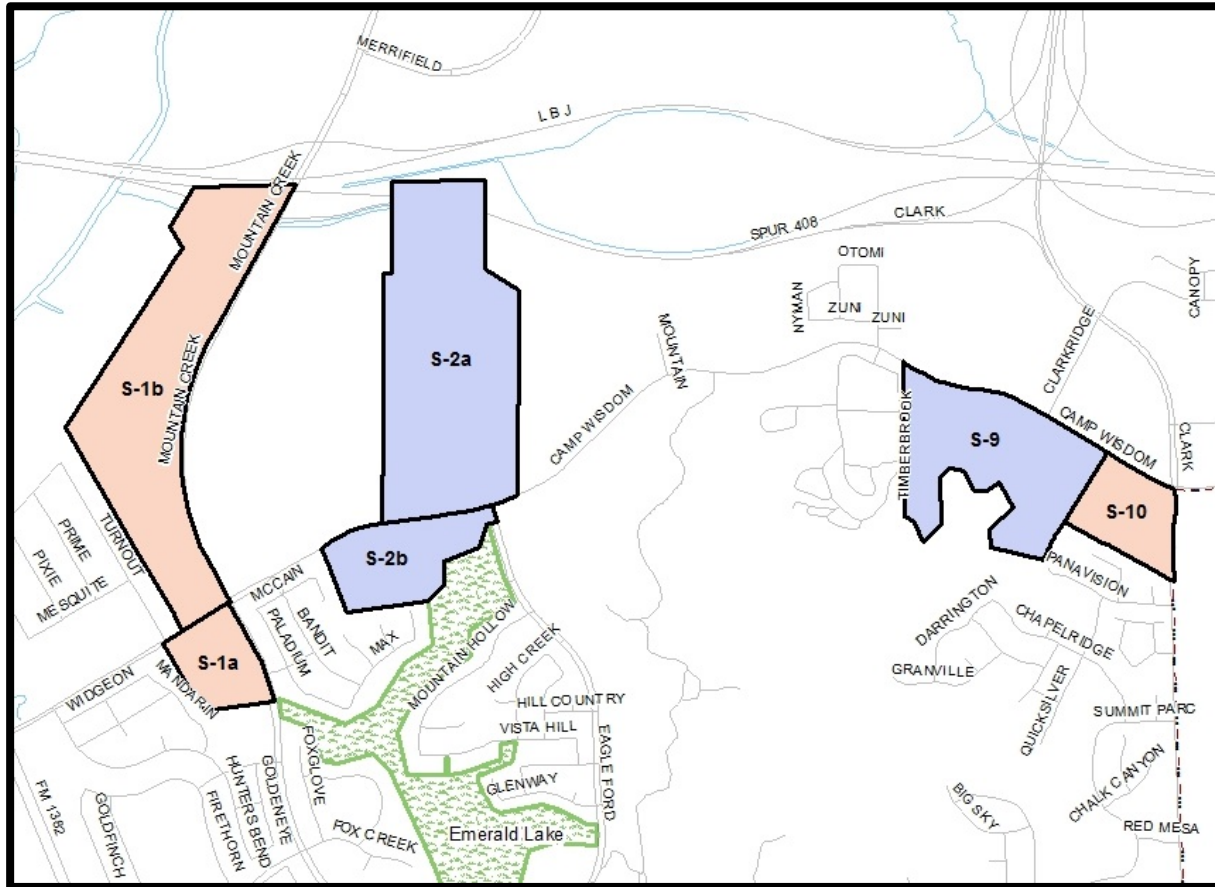 MERRIFIELD
L B J
MOUNTAIN CREEK
SPUR 408
CLARK
OTOMI
CANOPY
NYMAN
ZUNI
ZUNI
MOUNTAIN
CLARKRIDGE
S-1b
MOUNTAIN CREEK
S-2a
CAMP WISDOM
TIMBERBROOK
S-9
CAMP WISDOM
CLARK
S-10
TURNOUT
PRIME
PIXIE
MESQUITE
S-2b
MCCAIN
BANDIT
PALADIUM
MAX
S-1a
MANDARIN
WIDGEON
MOUNTAIN HOLLOW
HIGH CREEK
HILL COUNTRY
VISTA HILL
EAGLE FORD
GLENWAY
PANAVISION
DARRINGTON
CHAPELRIDGE
GRANVILLE
QUICKSILVER
SUMMIT PARC
CHALK CANYON
BIG SKY
RED MESA
FM 1382
GOLDFINCH
FIRETHORN
HUNTERS BEND
GOLDENEYE
FOXGLOVE
FOX CREEK
Emerald Lake